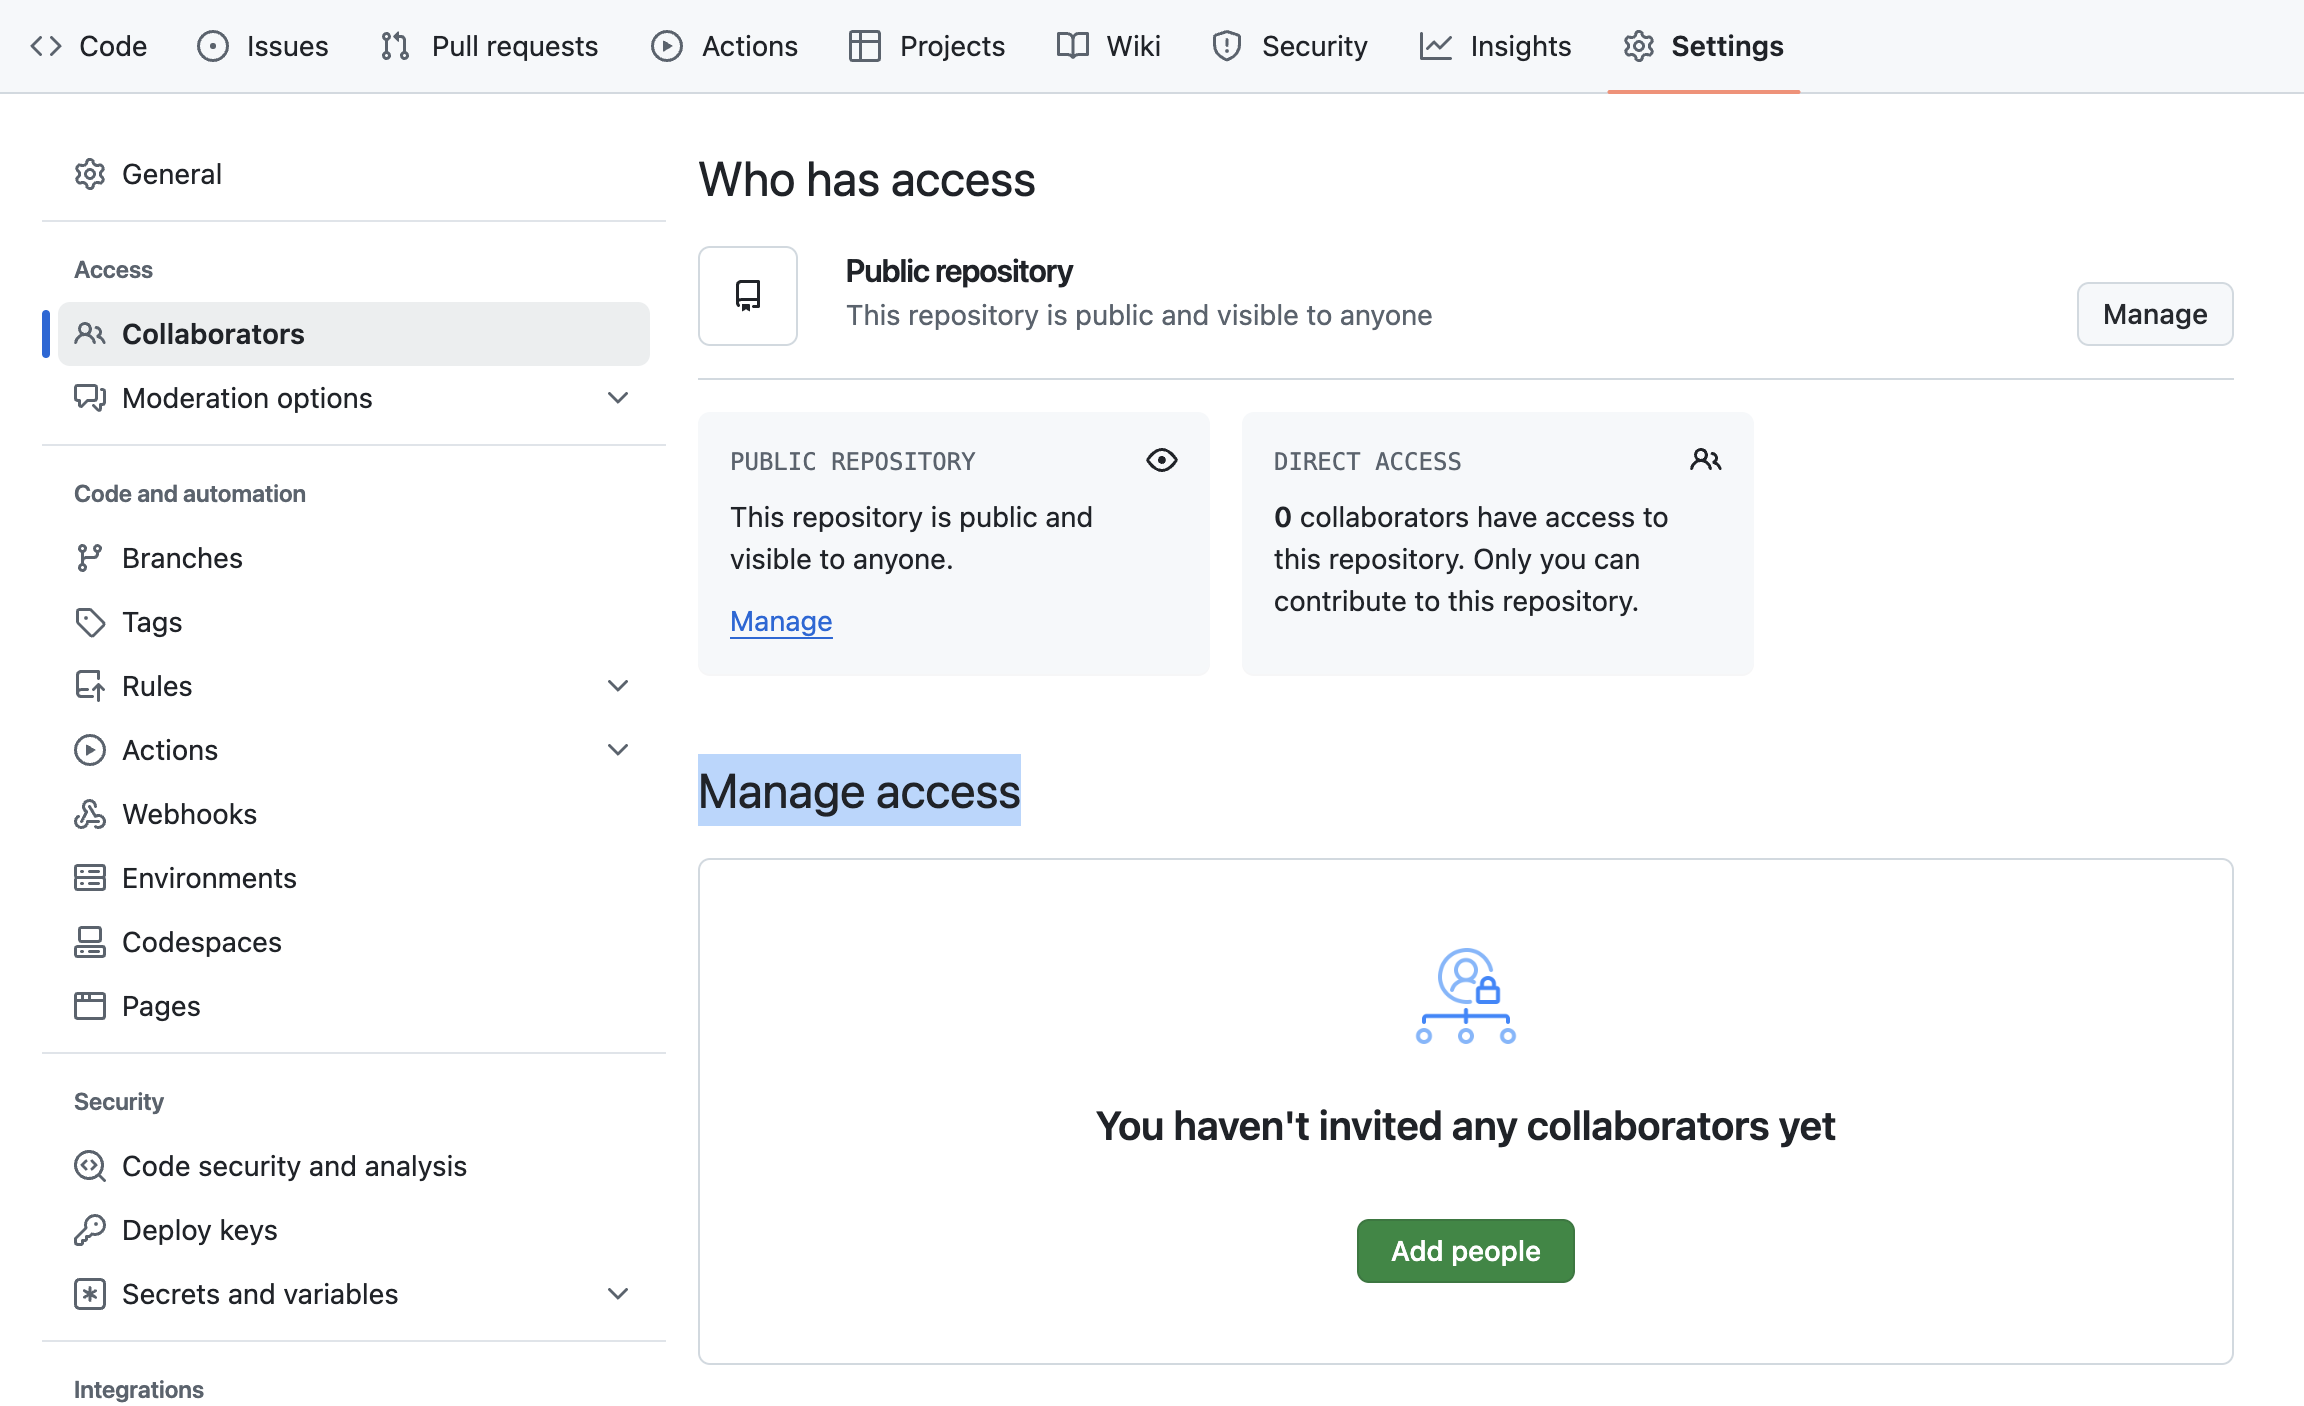 Code Issues Pull requests Actions Projects Wiki Security Insights Settings
General
Access
Collaborators
Moderation options
Code and automation
Branches
Tags
Rules
Actions
Webhooks
Environments
Codespaces
Pages
Security
Code security and analysis
Deploy keys
Secrets and variables
Integrations
Who has access
Public repository
This repository is public and visible to anyone
Manage
PUBLIC REPOSITORY
This repository is public and
visible to anyone.
Manage
DIRECT ACCESS
0 collaborators have access to
this repository. Only you can
contribute to this repository.
Manage access
You haven't invited any collaborators yet
Add people